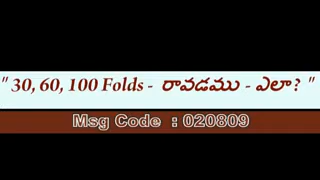 " 30, 60, 100 Folds - రావడము - ఎలా? "
Msg Code : 020809